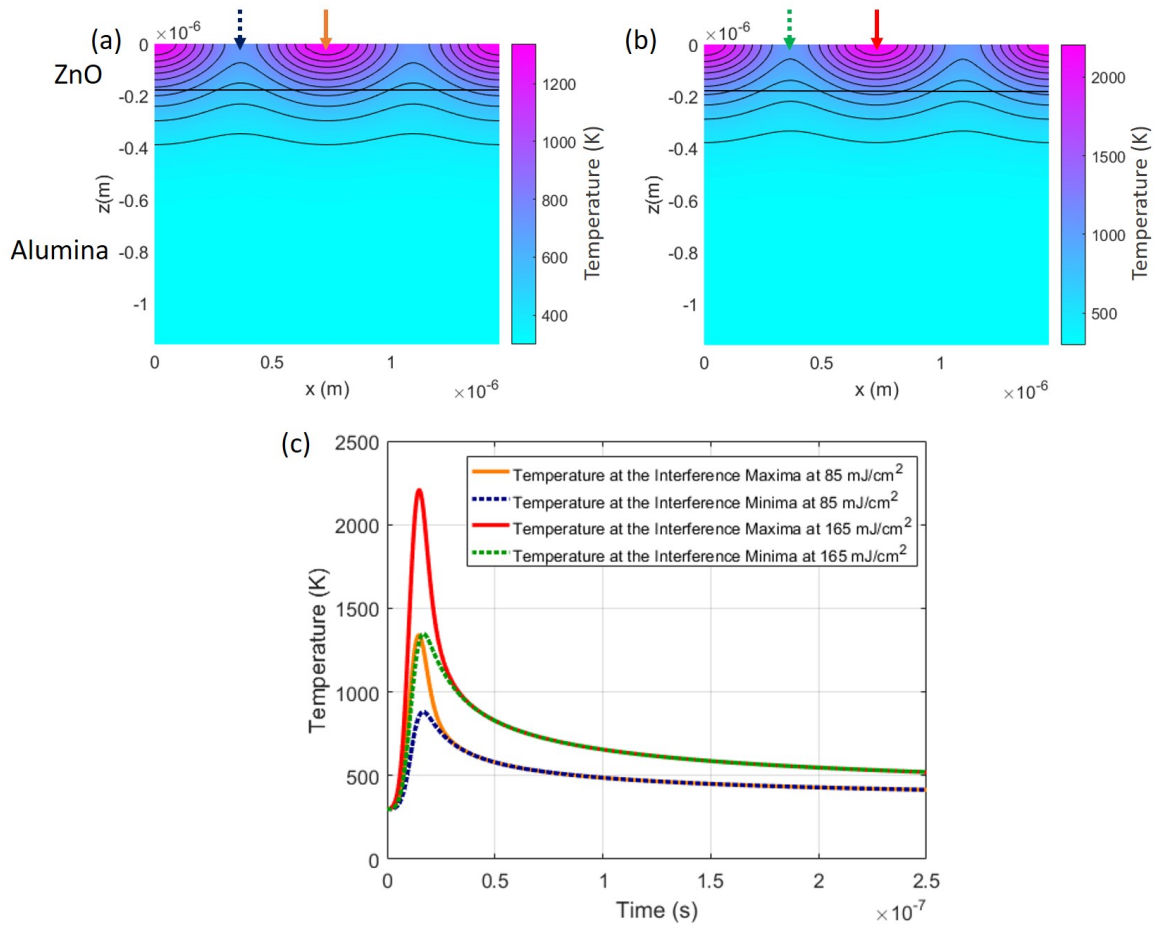 (a)
×10⁻⁶
ZnO
Alumina
0
-0.2
-0.4
-0.6
-0.8
-1
z(m)
0
0.5
1
x (m)
×10⁻⁶
1200
1000
800
600
400
Temperature (K)
(b)
×10⁻⁶
0
-0.2
-0.4
-0.6
-0.8
-1
z(m)
0
0.5
1
x (m)
×10⁻⁶
2000
1500
1000
500
Temperature (K)
(c)
2500
2000
1500
1000
500
0
Temperature (K)
Temperature at the Interference Maxima at 85 mJ/cm²
Temperature at the Interference Minima at 85 mJ/cm²
Temperature at the Interference Maxima at 165 mJ/cm²
Temperature at the Interference Minima at 165 mJ/cm²
0
0.5
1
1.5
2
2.5
Time (s)
×10⁻⁷